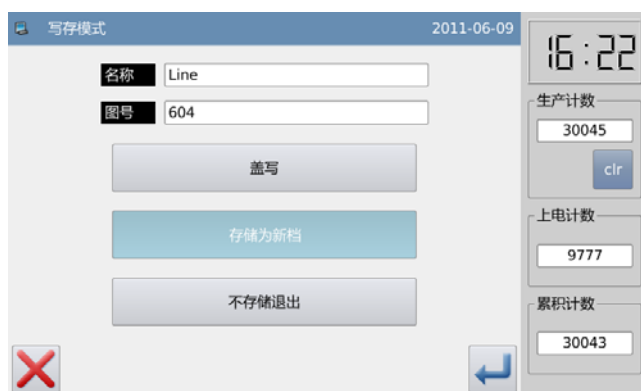 写存模式 2011-06-09
名称 Line
图号 604
盖写
存储为新档
不存储退出
16:22
生产计数
30045
clr
上电计数
9777
累积计数
30043